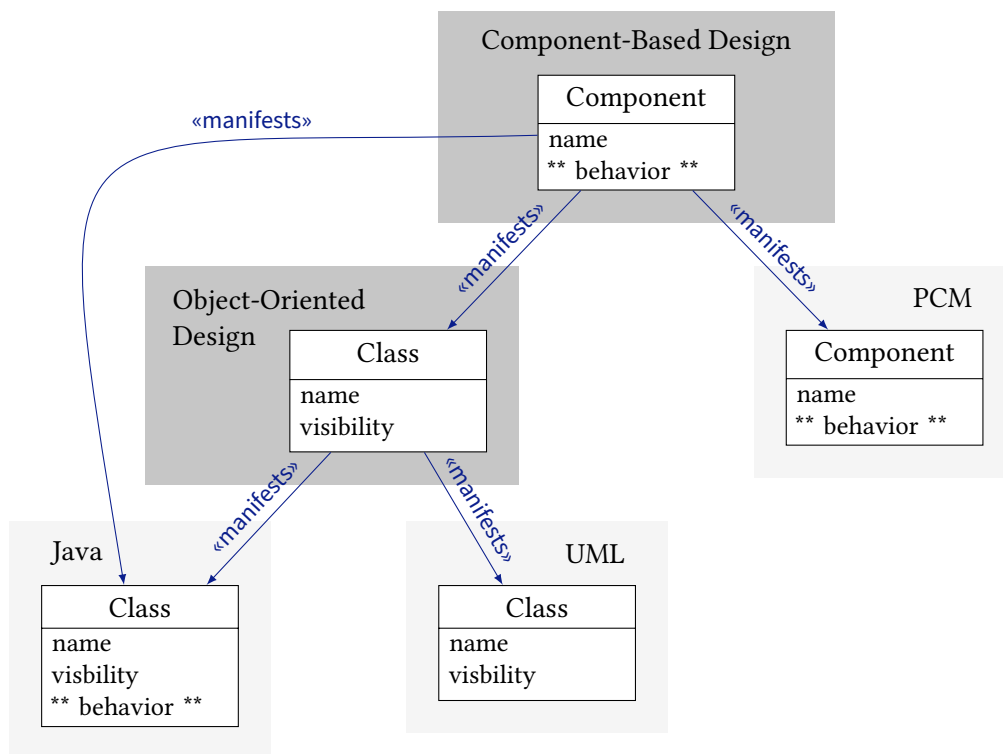 Component-Based Design
Component
name
** behavior **
«manifests»
«manifests»
«manifests»
Object-Oriented
Design
Class
name
visibility
PCM
Component
name
** behavior **
«manifests»
«manifests»
Java
Class
name
visbility
** behavior **
UML
Class
name
visbility